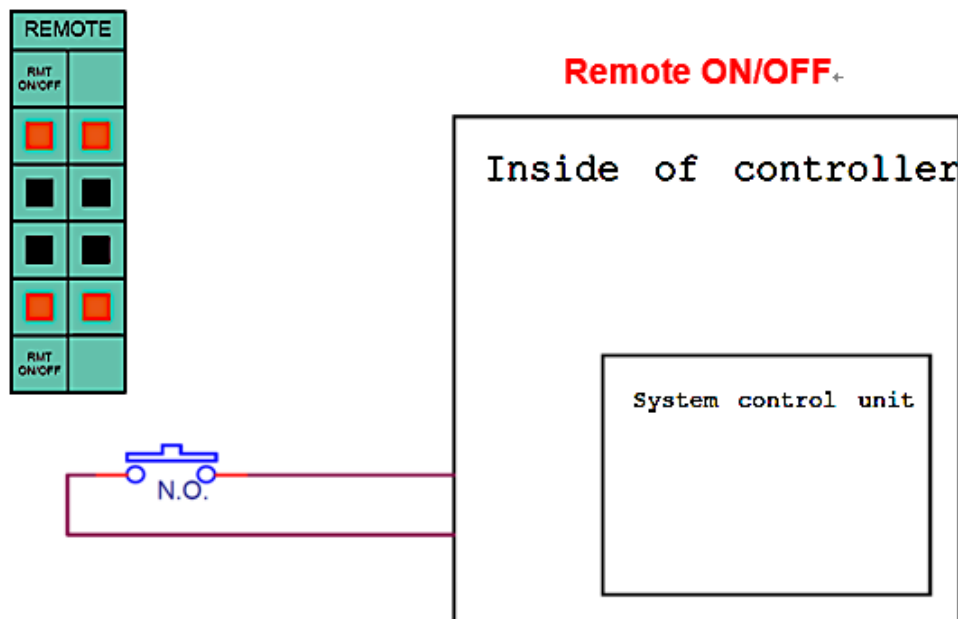 REMOTE
RMT
ON/OFF
Remote ON/OFF↵
Inside of controller
System control unit
RMT
ON/OFF
N.O.